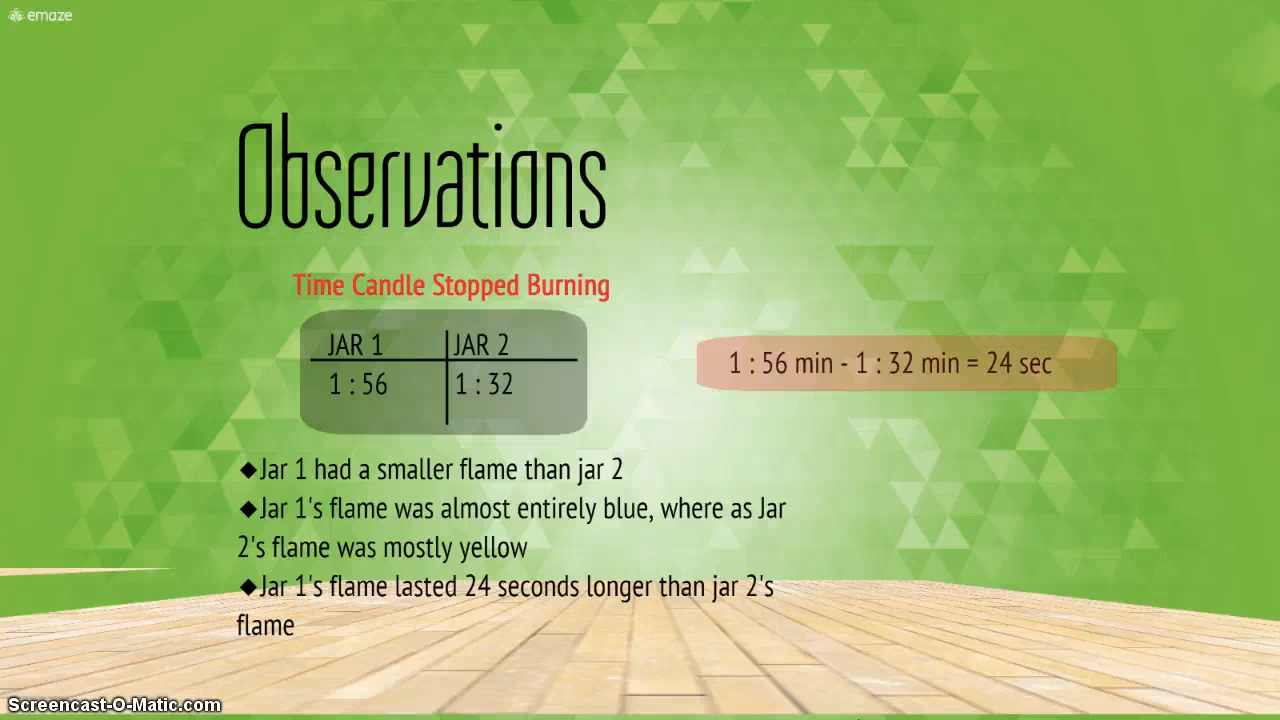 emaze
Observations
Time Candle Stopped Burning
JAR 1 JAR 2
1 : 56 1 : 32
1 : 56 min - 1 : 32 min = 24 sec
◆Jar 1 had a smaller flame than jar 2
◆Jar 1's flame was almost entirely blue, where as Jar
2's flame was mostly yellow
◆Jar 1's flame lasted 24 seconds longer than jar 2's
flame
Screencast-O-Matic.com